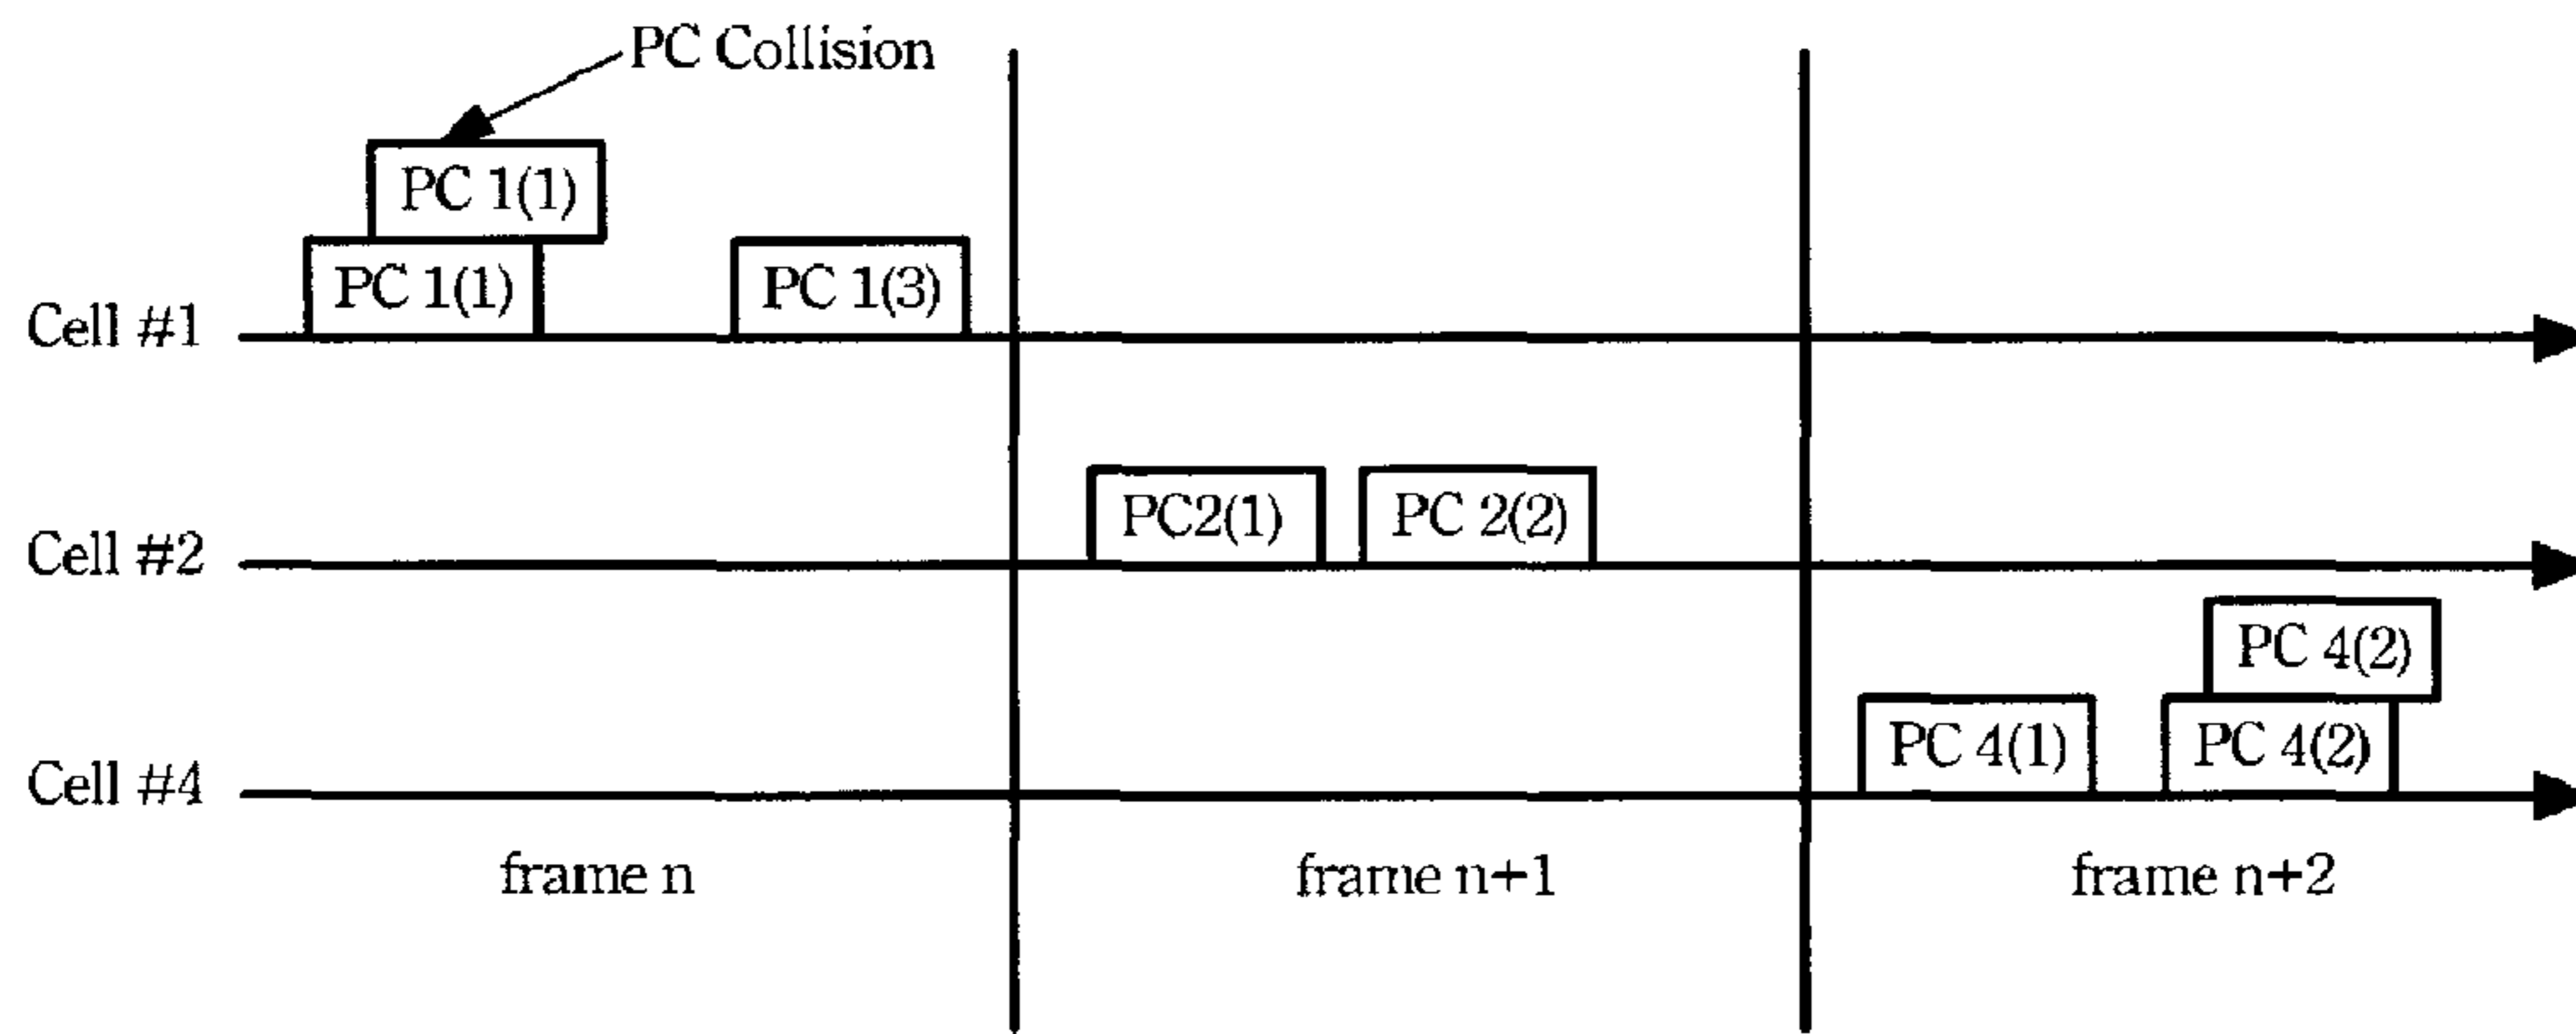 PC Collision
PC 1(1)
PC 1(1)
PC 1(3)
Cell #1
PC2(1)
PC 2(2)
Cell #2
PC 4(2)
PC 4(1)
PC 4(2)
Cell #4
frame n
frame n+1
frame n+2